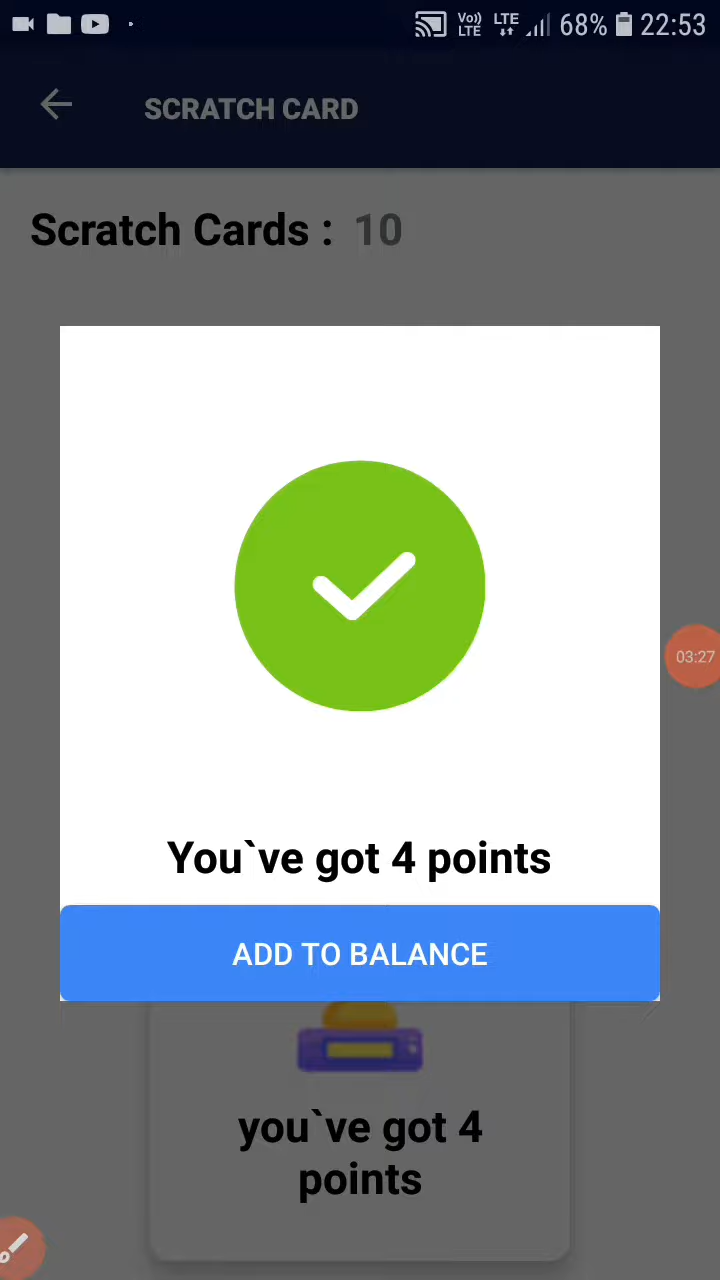 Vo)) LTE LTE 68% 22:53
SCRATCH CARD
Scratch Cards : 10
03:27
You`ve got 4 points
ADD TO BALANCE
you`ve got 4
points